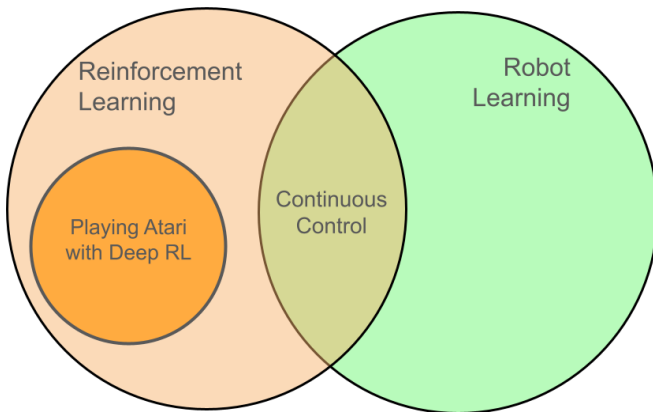 Reinforcement
Learning
Robot
Learning
Continuous
Control
Playing Atari
with Deep RL